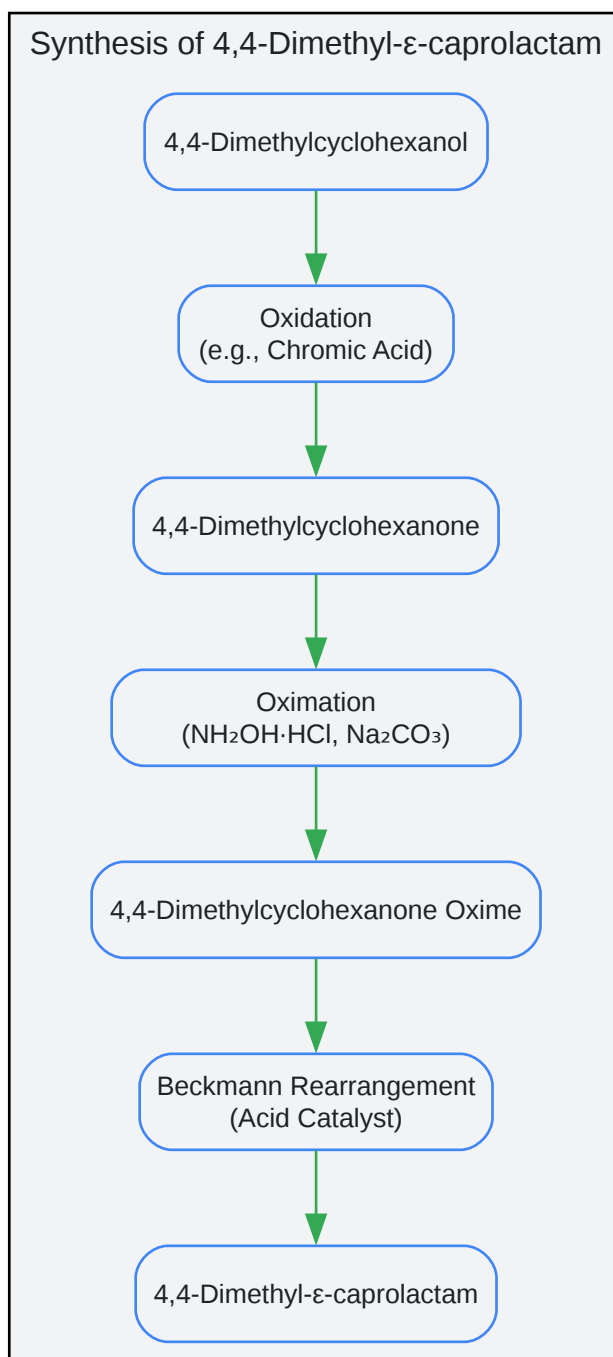 Synthesis of 4,4-Dimethyl-ε-caprolactam
4,4-Dimethylcyclohexanol
Oxidation
(e.g., Chromic Acid)
4,4-Dimethylcyclohexanone
Oximation
(NH₂OH·HCl, Na₂CO₃)
4,4-Dimethylcyclohexanone Oxime
Beckmann Rearrangement
(Acid Catalyst)
4,4-Dimethyl-ε-caprolactam